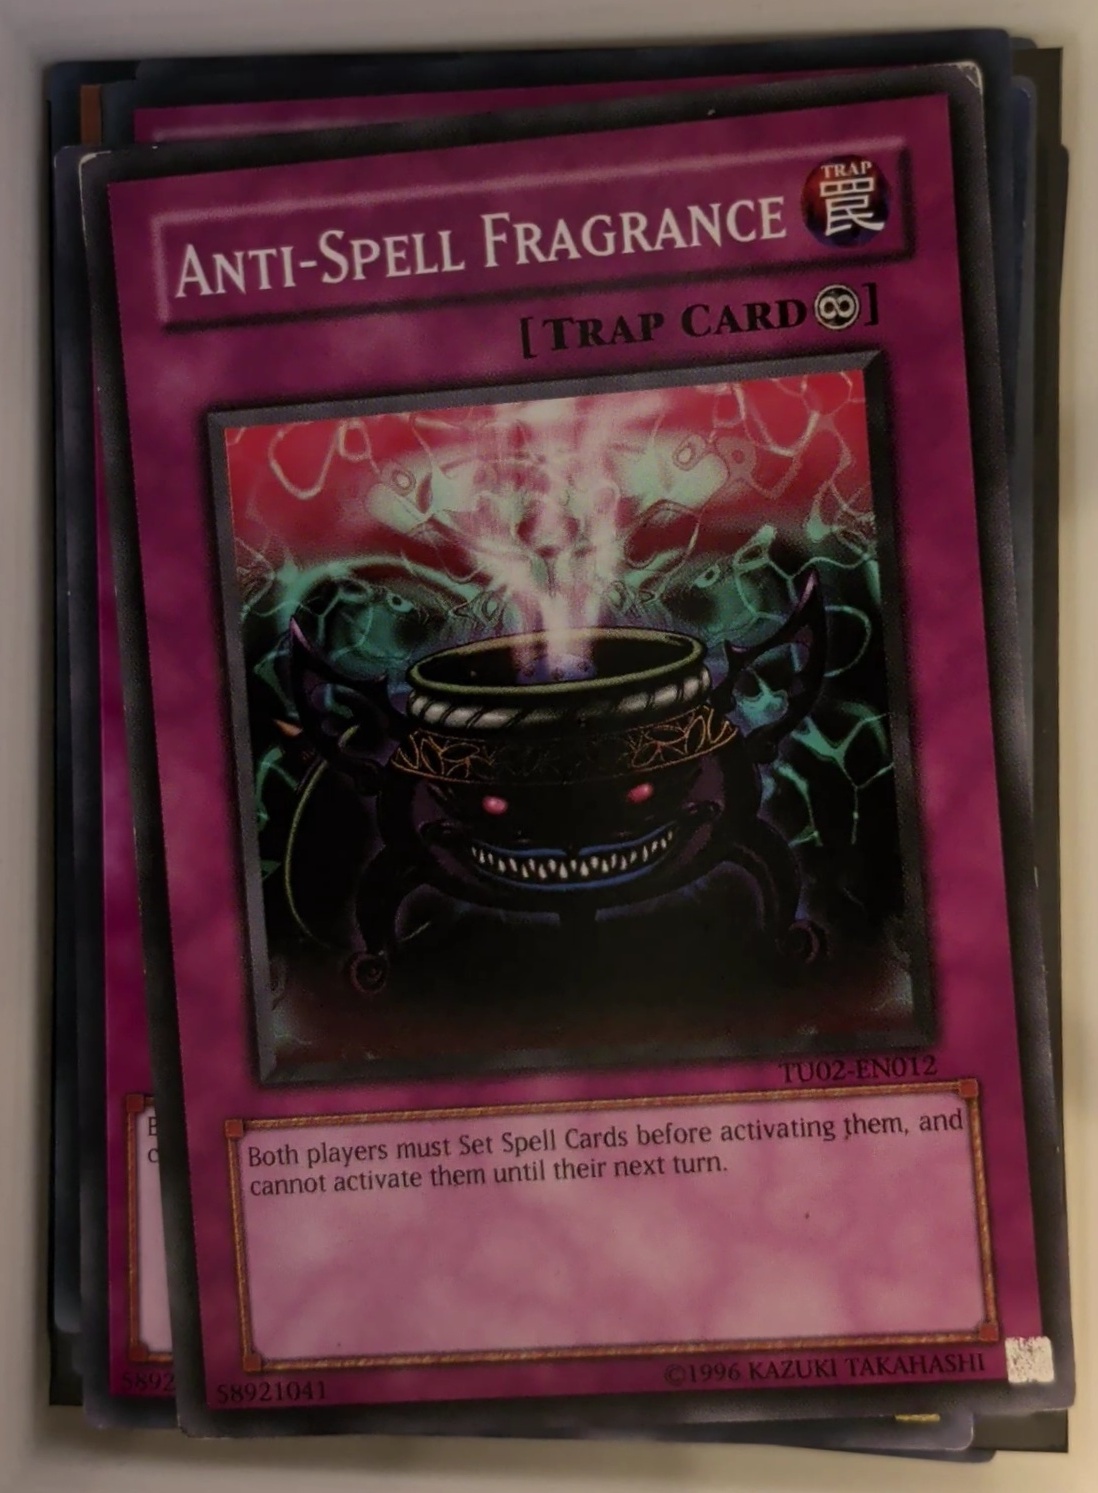 ANTI-SPELL FRAGRANCE
TRAP
罠
[TRAP CARD]
TU02-EN012
Both players must Set Spell Cards before activating them, and
cannot activate them until their next turn.
E
c
5892
58921041
©1996 KAZUKI TAKAHASHI